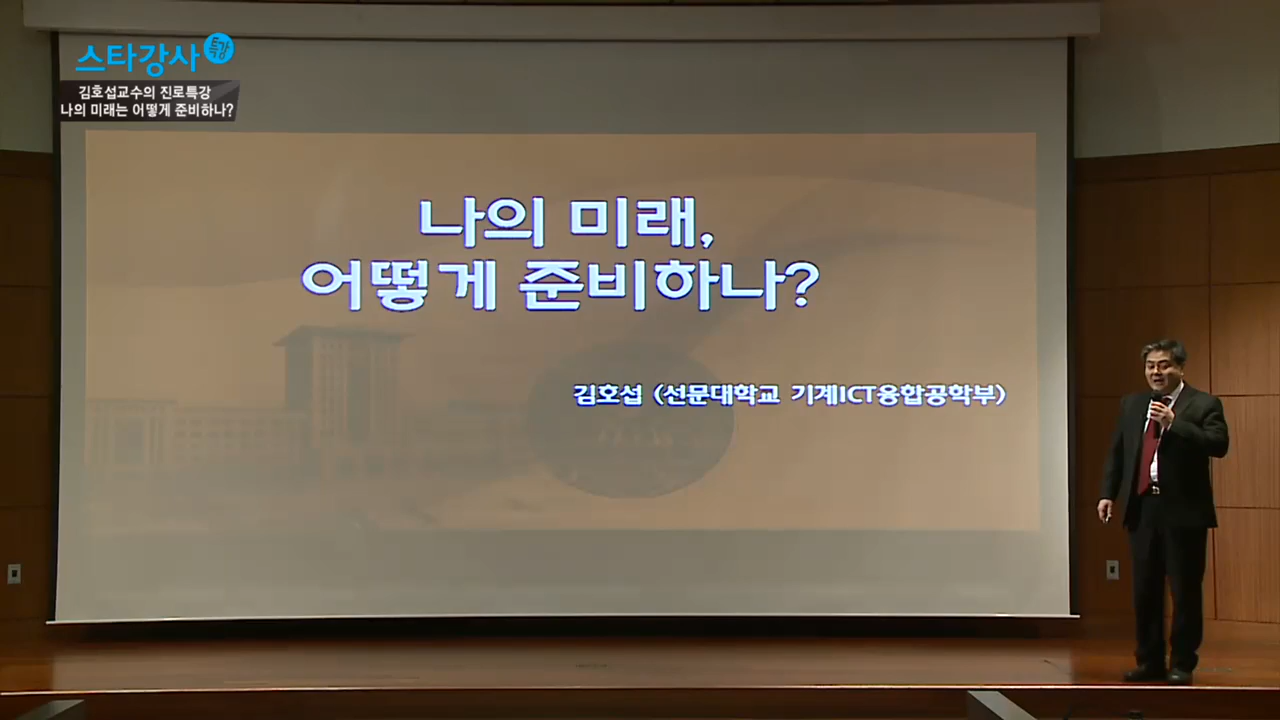 스타강사 특강
김호섭교수의 진로특강
나의 미래는 어떻게 준비하나?
나의 미래,
어떻게 준비하나?
김호섭 (선문대학교 기계ICT융합공학부)